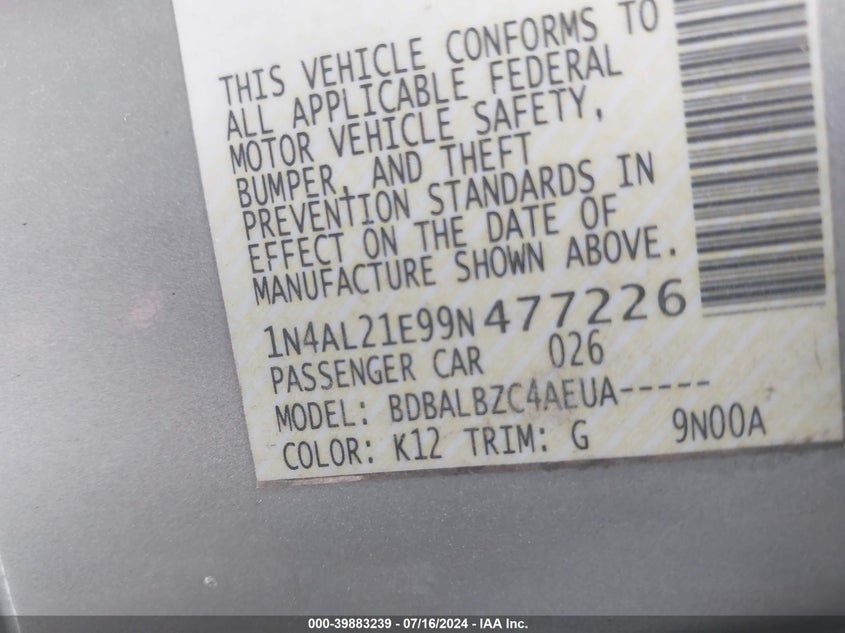 THIS VEHICLE CONFORMS TO
ALL APPLICABLE FEDERAL
MOTOR VEHICLE SAFETY,
BUMPER, AND THEFT
PREVENTION STANDARDS IN
EFFECT ON THE DATE OF
MANUFACTURE SHOWN ABOVE.
1N4AL21E99N477226
PASSENGER CAR 026
MODEL: BDBALBZC4AEUA-----
COLOR: K12 TRIM: G 9N00A
000-39883239 - 07/16/2024 - IAA Inc.